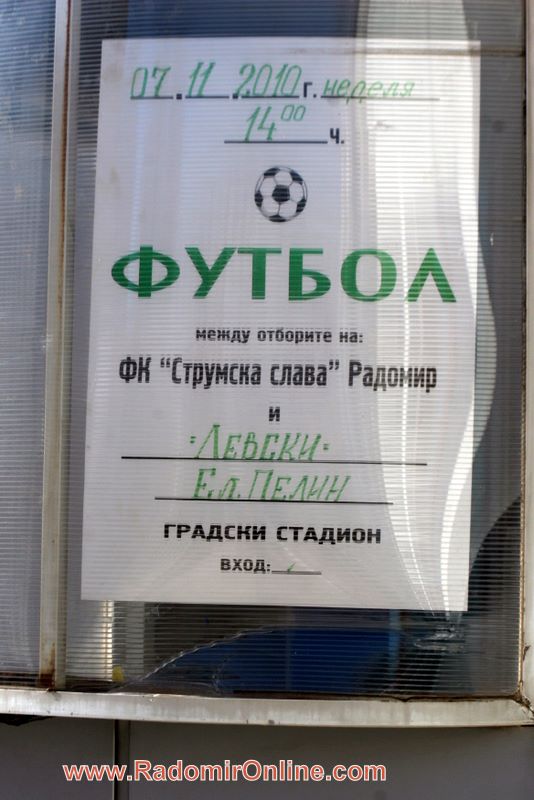 07.11.2010г. неделя
14⁰⁰ ч.
ФУТБОЛ
между отборите на:
ФК “Струмска слава” Радомир
и
"Левски"
Ел. Пелин
ГРАДСКИ СТАДИОН
ВХОД:
www.RadomirOnline.com